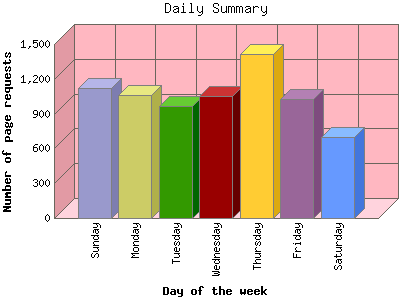 Daily Summary
Number of page requests
1,500
1,200
900
600
300
0
Sunday
Monday
Tuesday
Wednesday
Thursday
Friday
Saturday
Day of the week